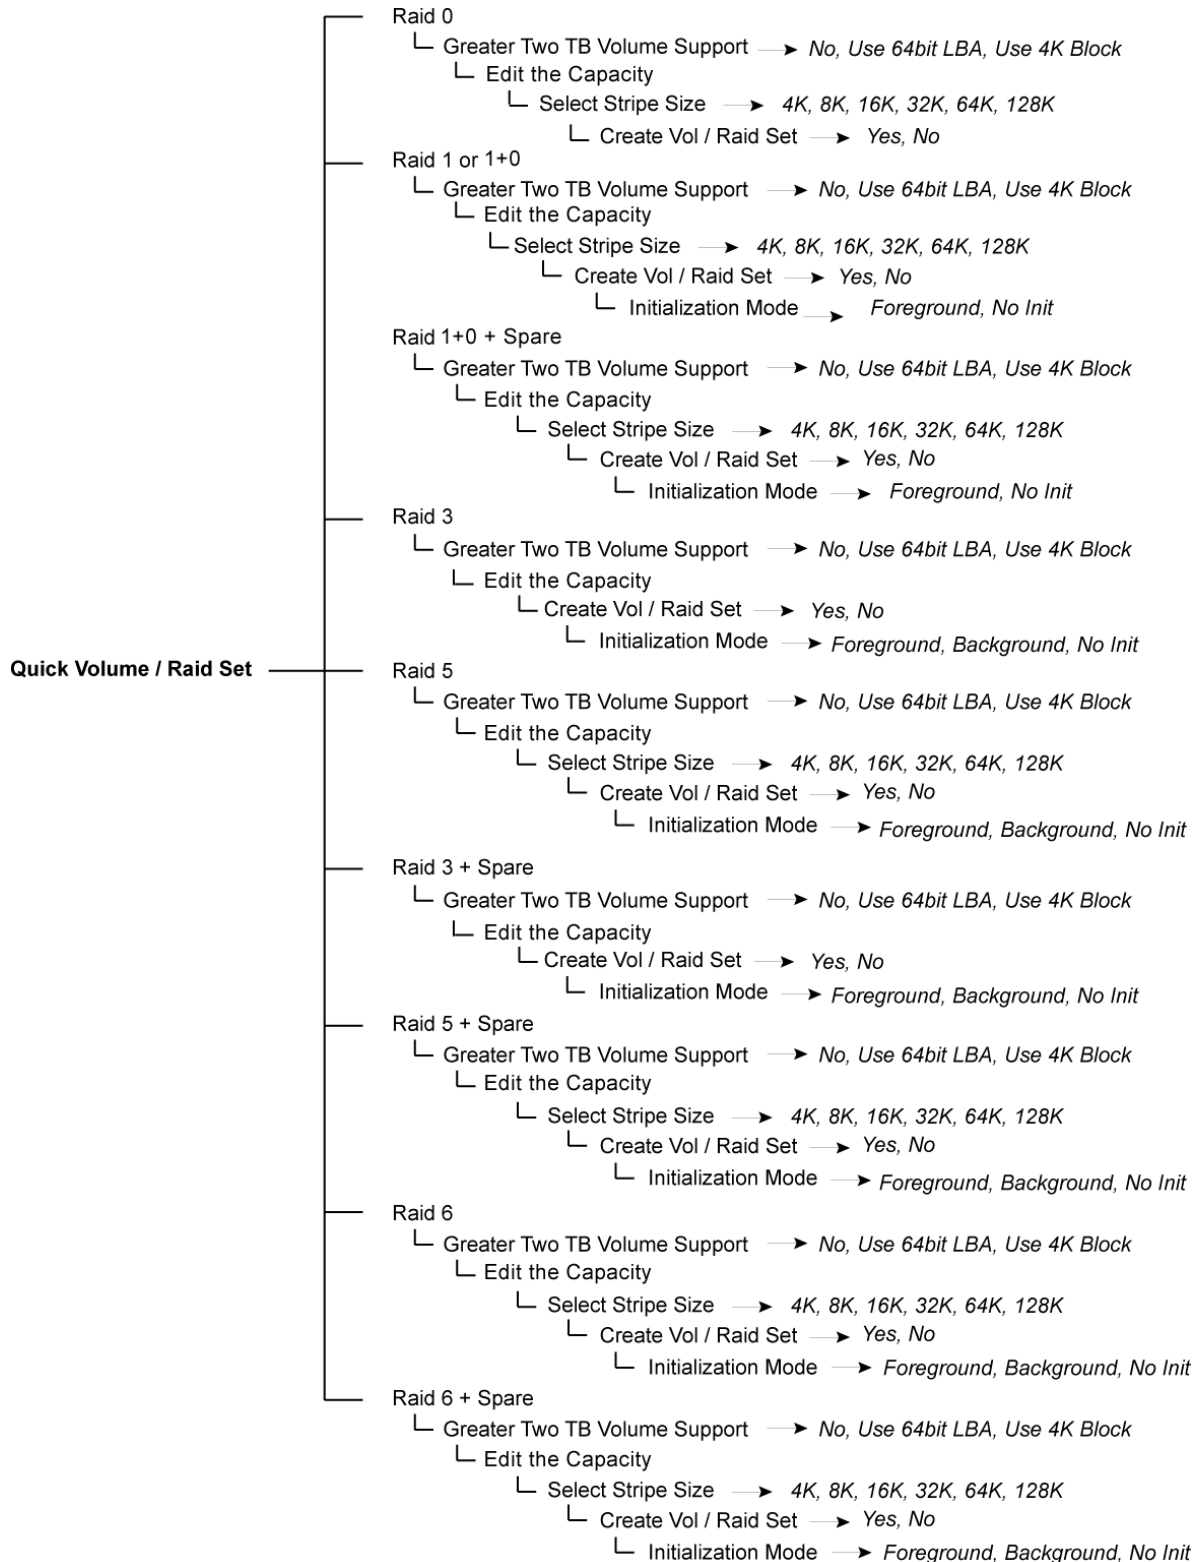 Raid 0
Greater Two TB Volume Support No, Use 64bit LBA, Use 4K Block
Edit the Capacity
Select Stripe Size 4K, 8K, 16K, 32K, 64K, 128K
Create Vol / Raid Set Yes, No
Raid 1 or 1+0
Greater Two TB Volume Support No, Use 64bit LBA, Use 4K Block
Edit the Capacity
Select Stripe Size 4K, 8K, 16K, 32K, 64K, 128K
Create Vol / Raid Set Yes, No
Initialization Mode Foreground, No Init
Raid 1+0 + Spare
Greater Two TB Volume Support No, Use 64bit LBA, Use 4K Block
Edit the Capacity
Select Stripe Size 4K, 8K, 16K, 32K, 64K, 128K
Create Vol / Raid Set Yes, No
Initialization Mode Foreground, No Init
Raid 3
Greater Two TB Volume Support No, Use 64bit LBA, Use 4K Block
Edit the Capacity
Create Vol / Raid Set Yes, No
Initialization Mode Foreground, Background, No Init
Quick Volume / Raid Set Raid 5
Greater Two TB Volume Support No, Use 64bit LBA, Use 4K Block
Edit the Capacity
Select Stripe Size 4K, 8K, 16K, 32K, 64K, 128K
Create Vol / Raid Set Yes, No
Initialization Mode Foreground, Background, No Init
Raid 3 + Spare
Greater Two TB Volume Support No, Use 64bit LBA, Use 4K Block
Edit the Capacity
Create Vol / Raid Set Yes, No
Initialization Mode Foreground, Background, No Init
Raid 5 + Spare
Greater Two TB Volume Support No, Use 64bit LBA, Use 4K Block
Edit the Capacity
Select Stripe Size 4K, 8K, 16K, 32K, 64K, 128K
Create Vol / Raid Set Yes, No
Initialization Mode Foreground, Background, No Init
Raid 6
Greater Two TB Volume Support No, Use 64bit LBA, Use 4K Block
Edit the Capacity
Select Stripe Size 4K, 8K, 16K, 32K, 64K, 128K
Create Vol / Raid Set Yes, No
Initialization Mode Foreground, Background, No Init
Raid 6 + Spare
Greater Two TB Volume Support No, Use 64bit LBA, Use 4K Block
Edit the Capacity
Select Stripe Size 4K, 8K, 16K, 32K, 64K, 128K
Create Vol / Raid Set Yes, No
Initialization Mode Foreground, Background, No Init